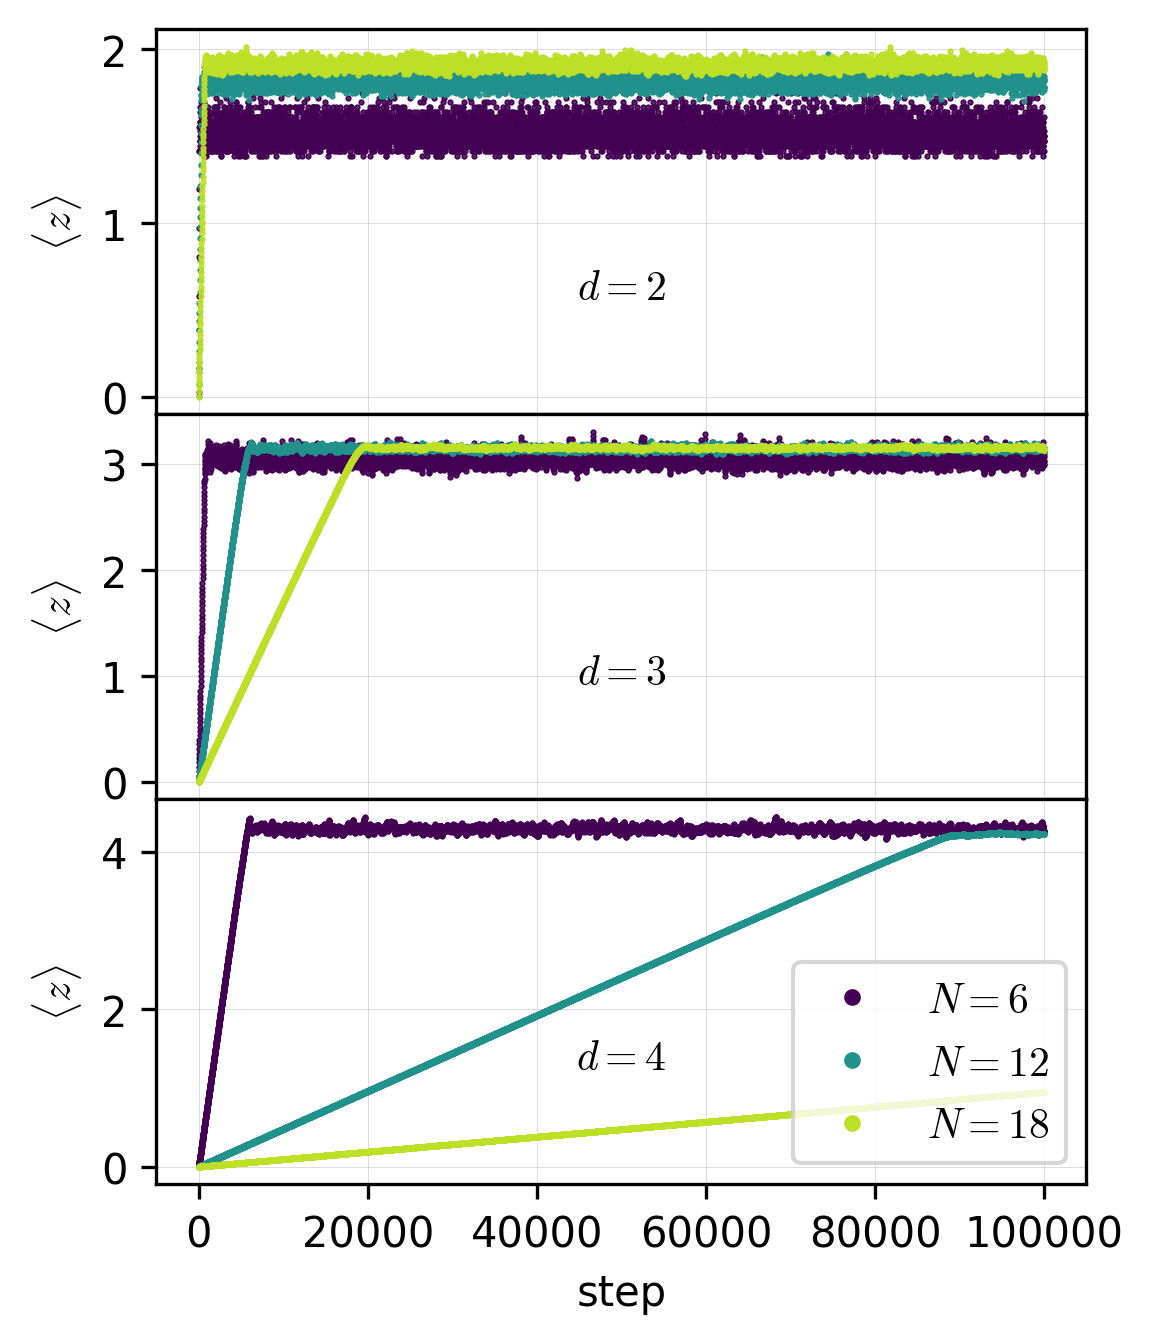 2
1
0
⟨z⟩
d = 2
3
2
1
0
⟨z⟩
d = 3
4
2
0
⟨z⟩
d = 4
N = 6
N = 12
N = 18
0 20000 40000 60000 80000 100000
step